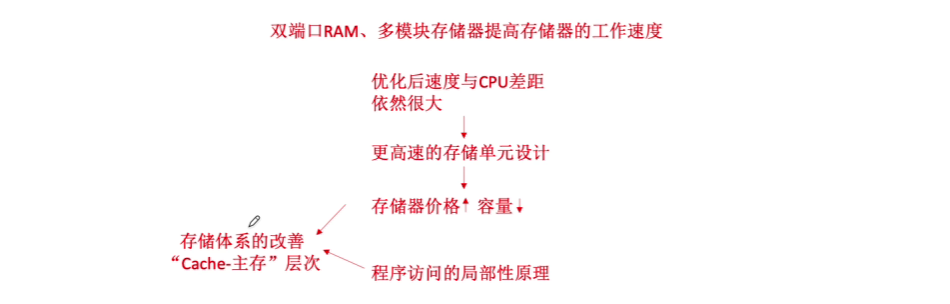 双端口RAM、多模块存储器提高存储器的工作速度
优化后速度与CPU差距
依然很大
更高速的存储单元设计
存储器价格 容量
存储体系的改善
“Cache-主存”层次
程序访问的局部性原理